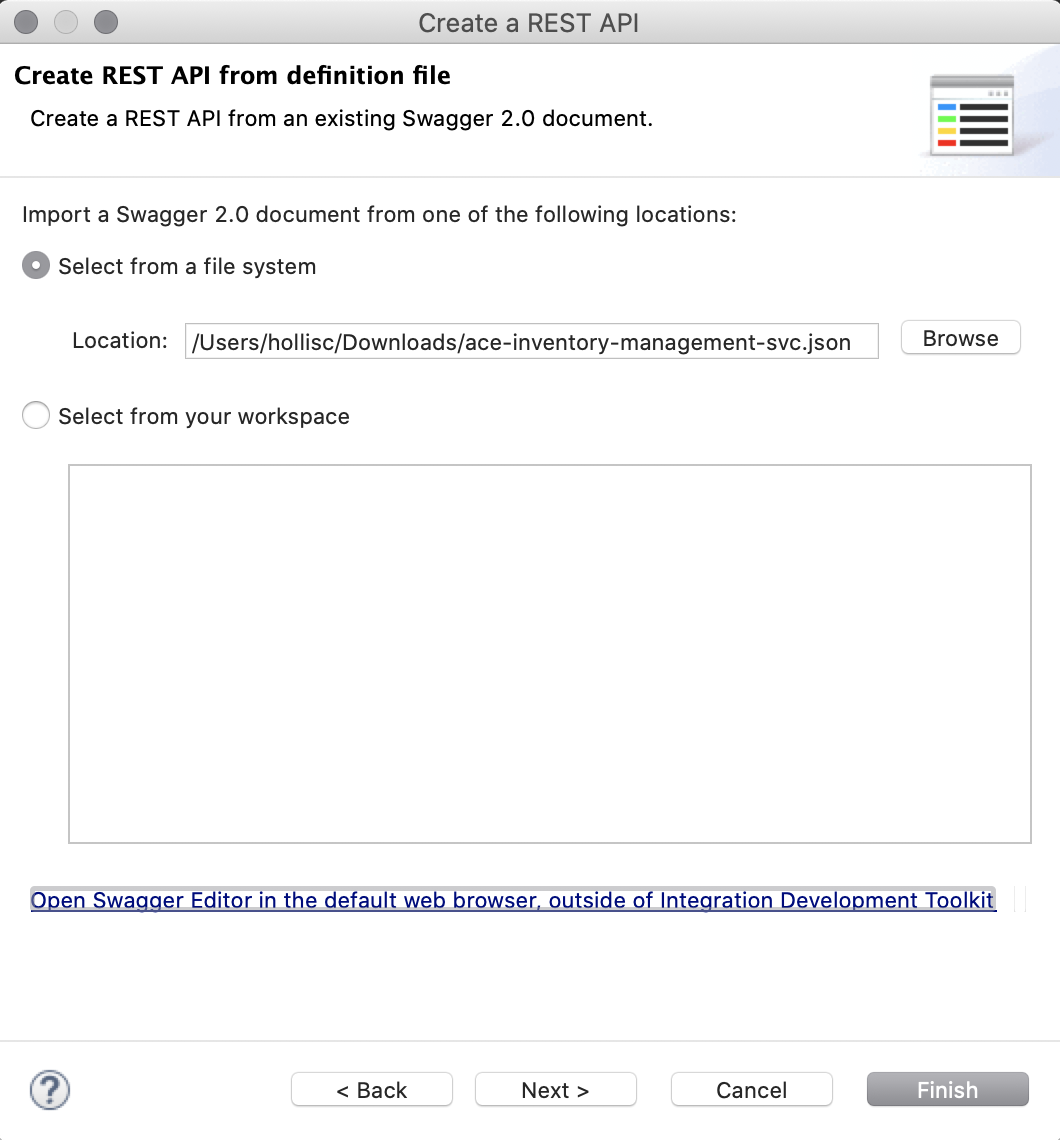 Create a REST API
Create REST API from definition file
Create a REST API from an existing Swagger 2.0 document.
Import a Swagger 2.0 document from one of the following locations:
Select from a file system
Location: /Users/hollisc/Downloads/ace-inventory-management-svc.json Browse
Select from your workspace
Open Swagger Editor in the default web browser, outside of Integration Development Toolkit
? < Back Next > Cancel Finish